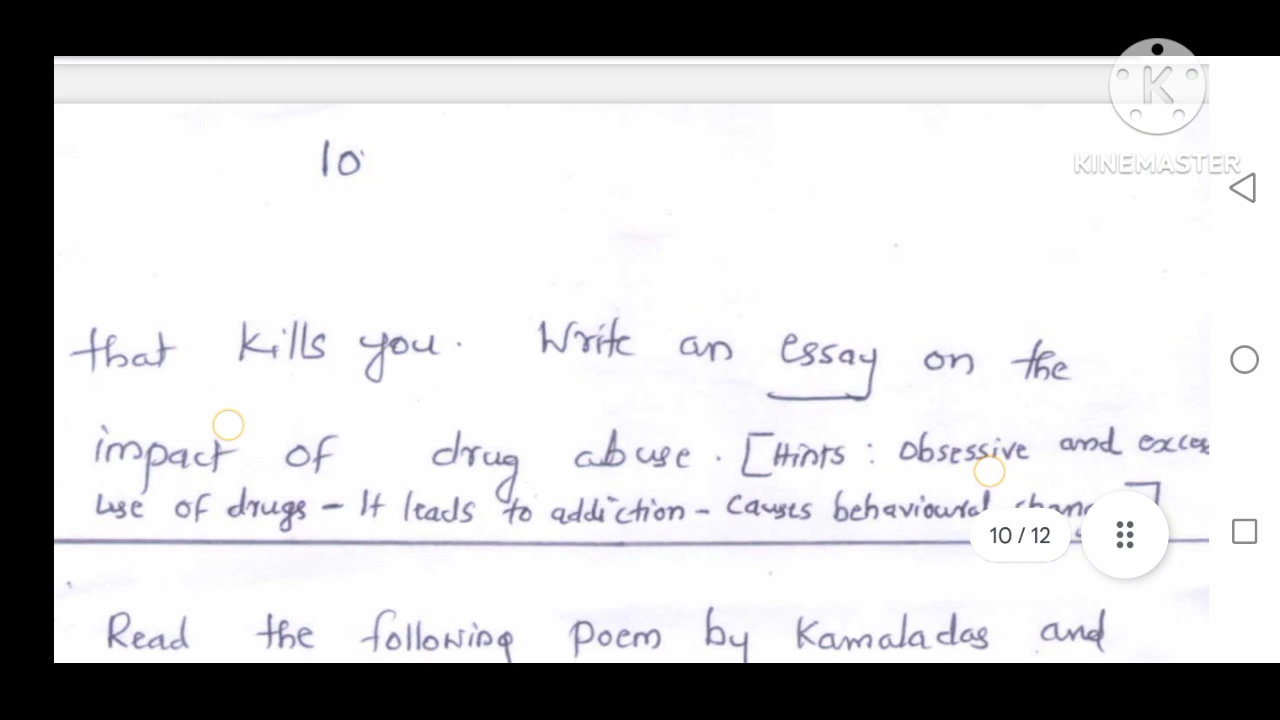 K
KINEMASTER
10
that kills you. Write an essay on the
impact of drug abuse. [Hints : Obsessive and
use of drugs - It leads to addiction - causes behavioural
10 / 12
Read the following poem by Kamaladas and